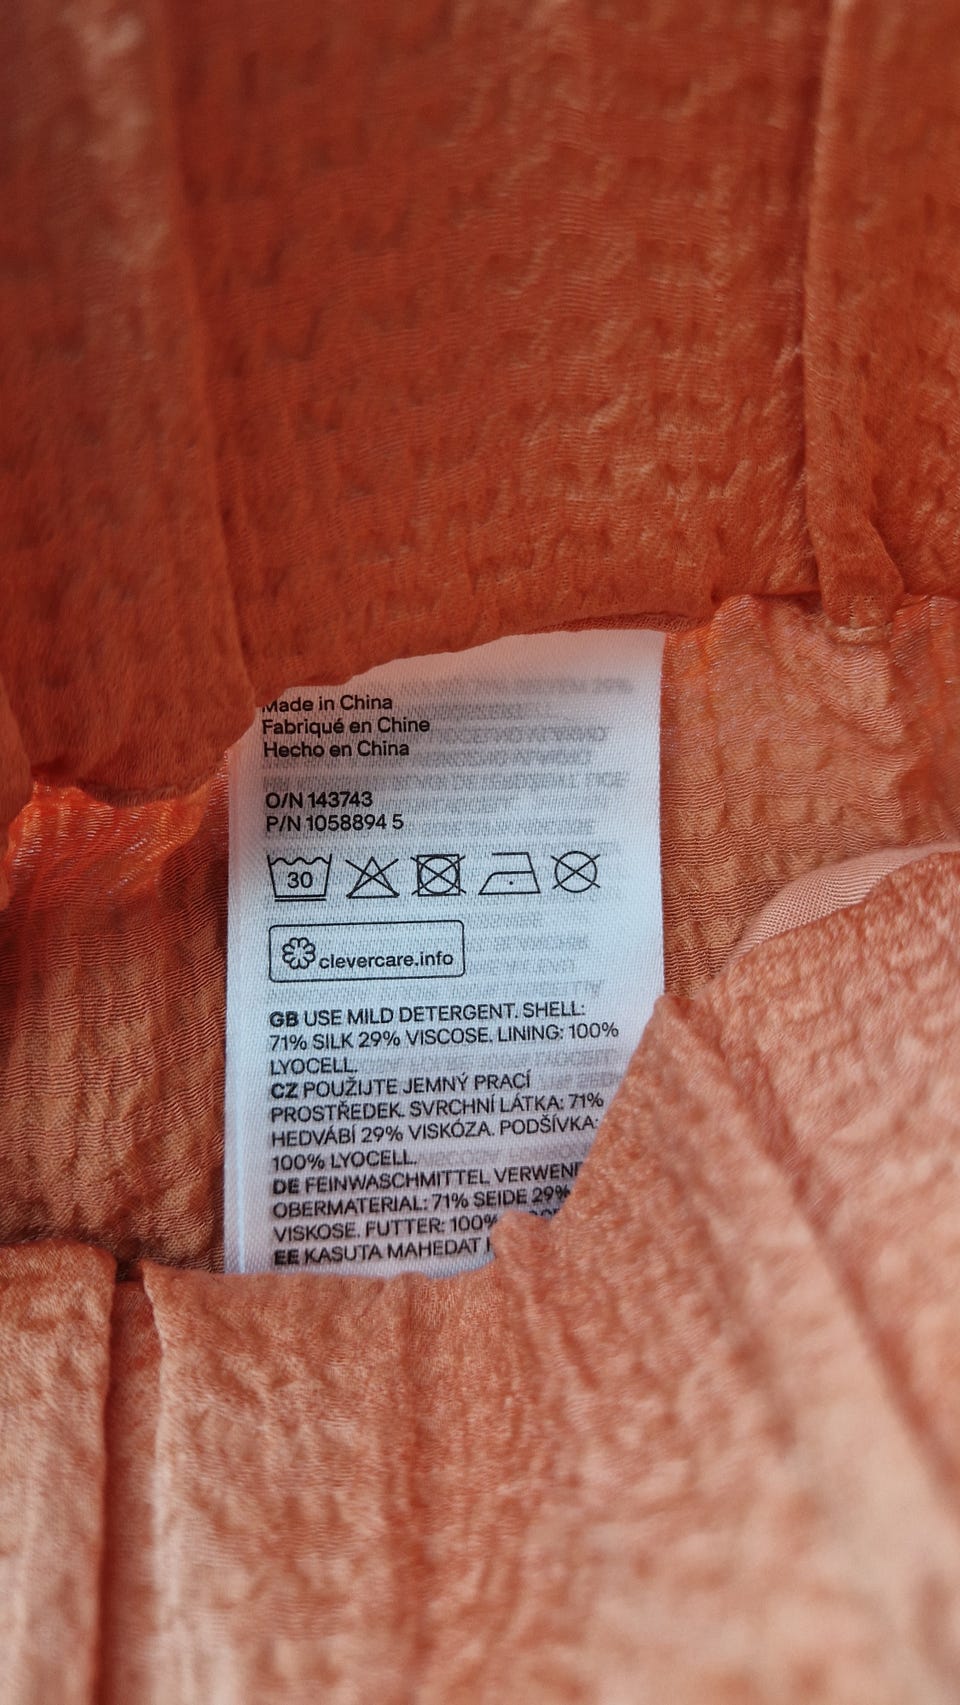 Made in China
Fabriqué en Chine
Hecho en China
O/N 143743
P/N 1058894 5
30
clevercare.info
GB USE MILD DETERGENT. SHELL:
71% SILK 29% VISCOSE. LINING: 100%
LYOCELL.
CZ POUŽIJTE JEMNÝ PRACÍ
PROSTŘEDEK. SVRCHNÍ LÁTKA: 71%
HEDVÁBÍ 29% VISKÓZA. PODŠÍVKA:
100% LYOCELL.
DE FEINWASCHMITTEL VERWEND
OBERMATERIAL: 71% SEIDE 29%
VISKOSE. FUTTER: 100%
EE KASUTA MAHEDAT